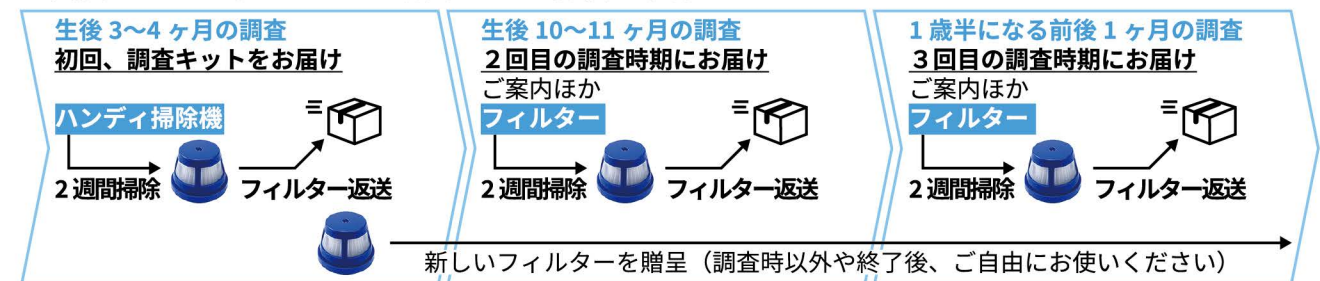 生後 3〜4 ヶ月の調査
初回、調査キットをお届け
ハンディ掃除機
2 週間掃除
フィルター返送
生後 10〜11 ヶ月の調査
２回目の調査時期にお届け
ご案内ほか
フィルター
2 週間掃除
フィルター返送
1 歳半になる前後 1 ヶ月の調査
３回目の調査時期にお届け
ご案内ほか
フィルター
2 週間掃除
フィルター返送
新しいフィルターを贈呈（調査時以外や終了後、ご自由にお使いください）